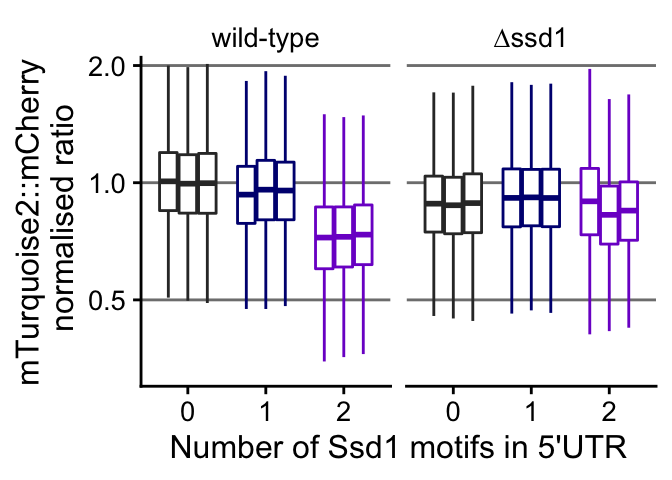 wild-type
∆ssd1
mTurquoise2::mCherry
normalised ratio
2.0
1.0
0.5
0 1 2
0 1 2
Number of Ssd1 motifs in 5'UTR